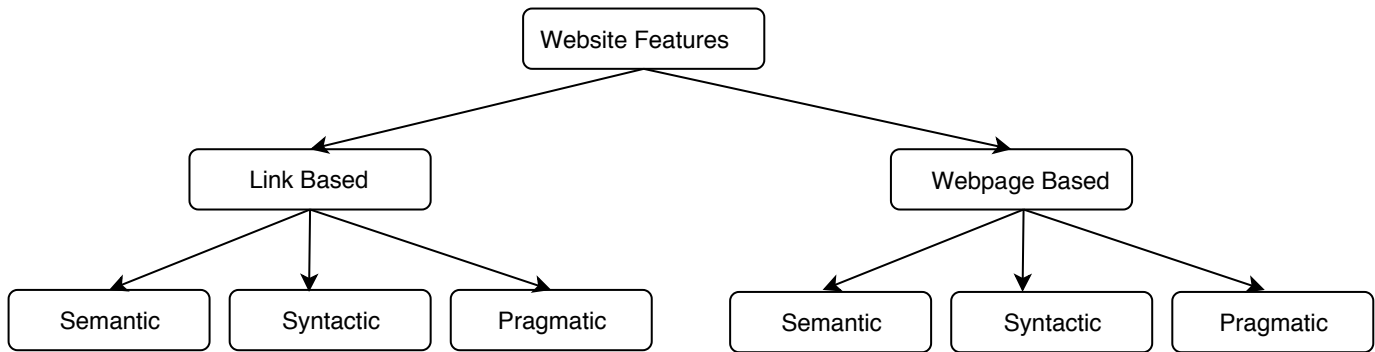 Website Features
Link Based
Webpage Based
Semantic
Syntactic
Pragmatic
Semantic
Syntactic
Pragmatic